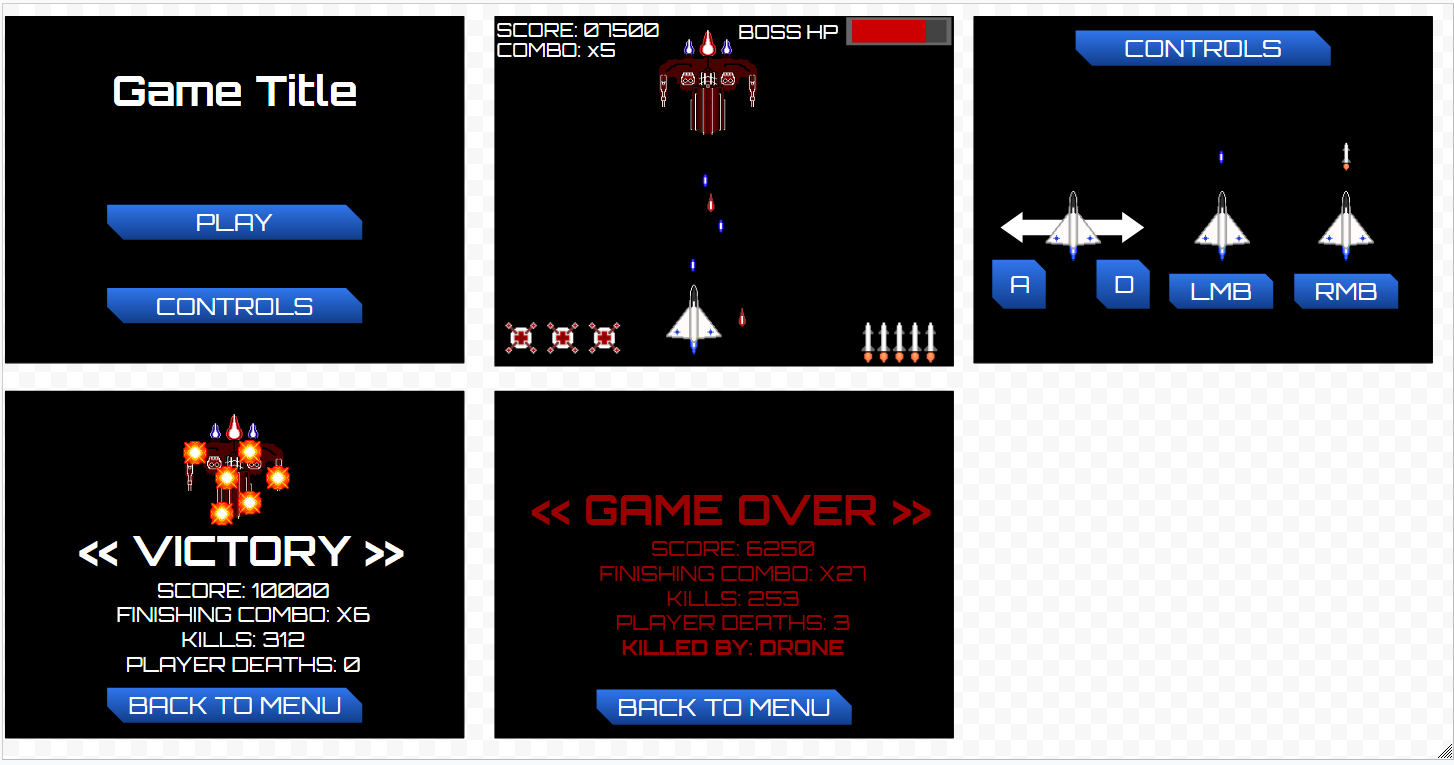 Game Title
PLAY
CONTROLS
SCORE: 07500
COMBO: x5
BOSS HP
CONTROLS
A
D
LMB
RMB
<< VICTORY >>
SCORE: 10000
FINISHING COMBO: X6
KILLS: 312
PLAYER DEATHS: 0
BACK TO MENU
<< GAME OVER >>
SCORE: 6250
FINISHING COMBO: X27
KILLS: 253
PLAYER DEATHS: 3
KILLED BY: DRONE
BACK TO MENU